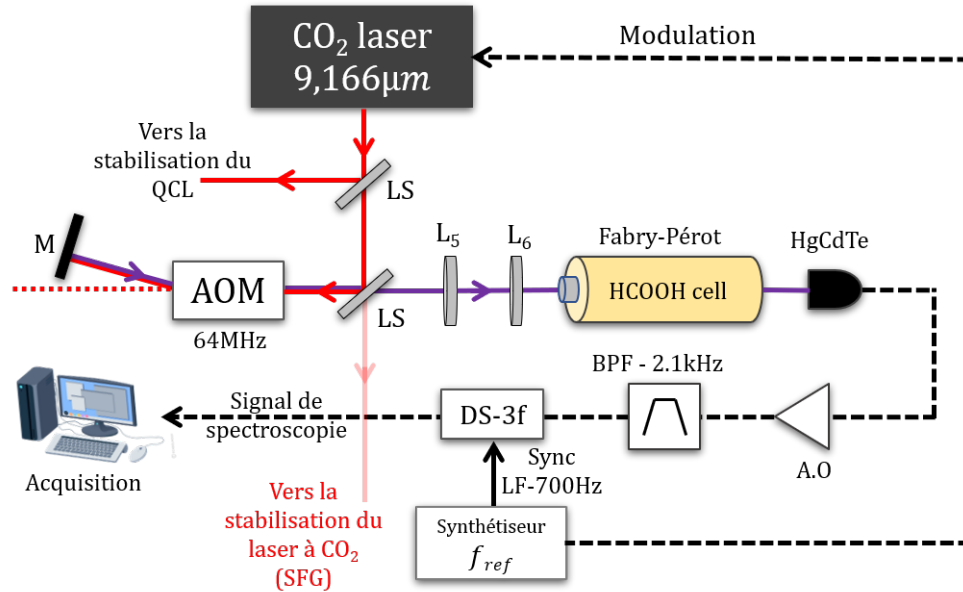 CO₂ laser
9,166μm
Modulation
Vers la
stabilisation du
QCL
LS
M
AOM
64MHz
LS
L₅
L₆
Fabry-Pérot
HCOOH cell
HgCdTe
BPF - 2.1kHz
A.O
DS-3f
Signal de
spectroscopie
Acquisition
Sync
LF-700Hz
Synthétiseur
f_ref
Vers la
stabilisation du
laser à CO₂
(SFG)